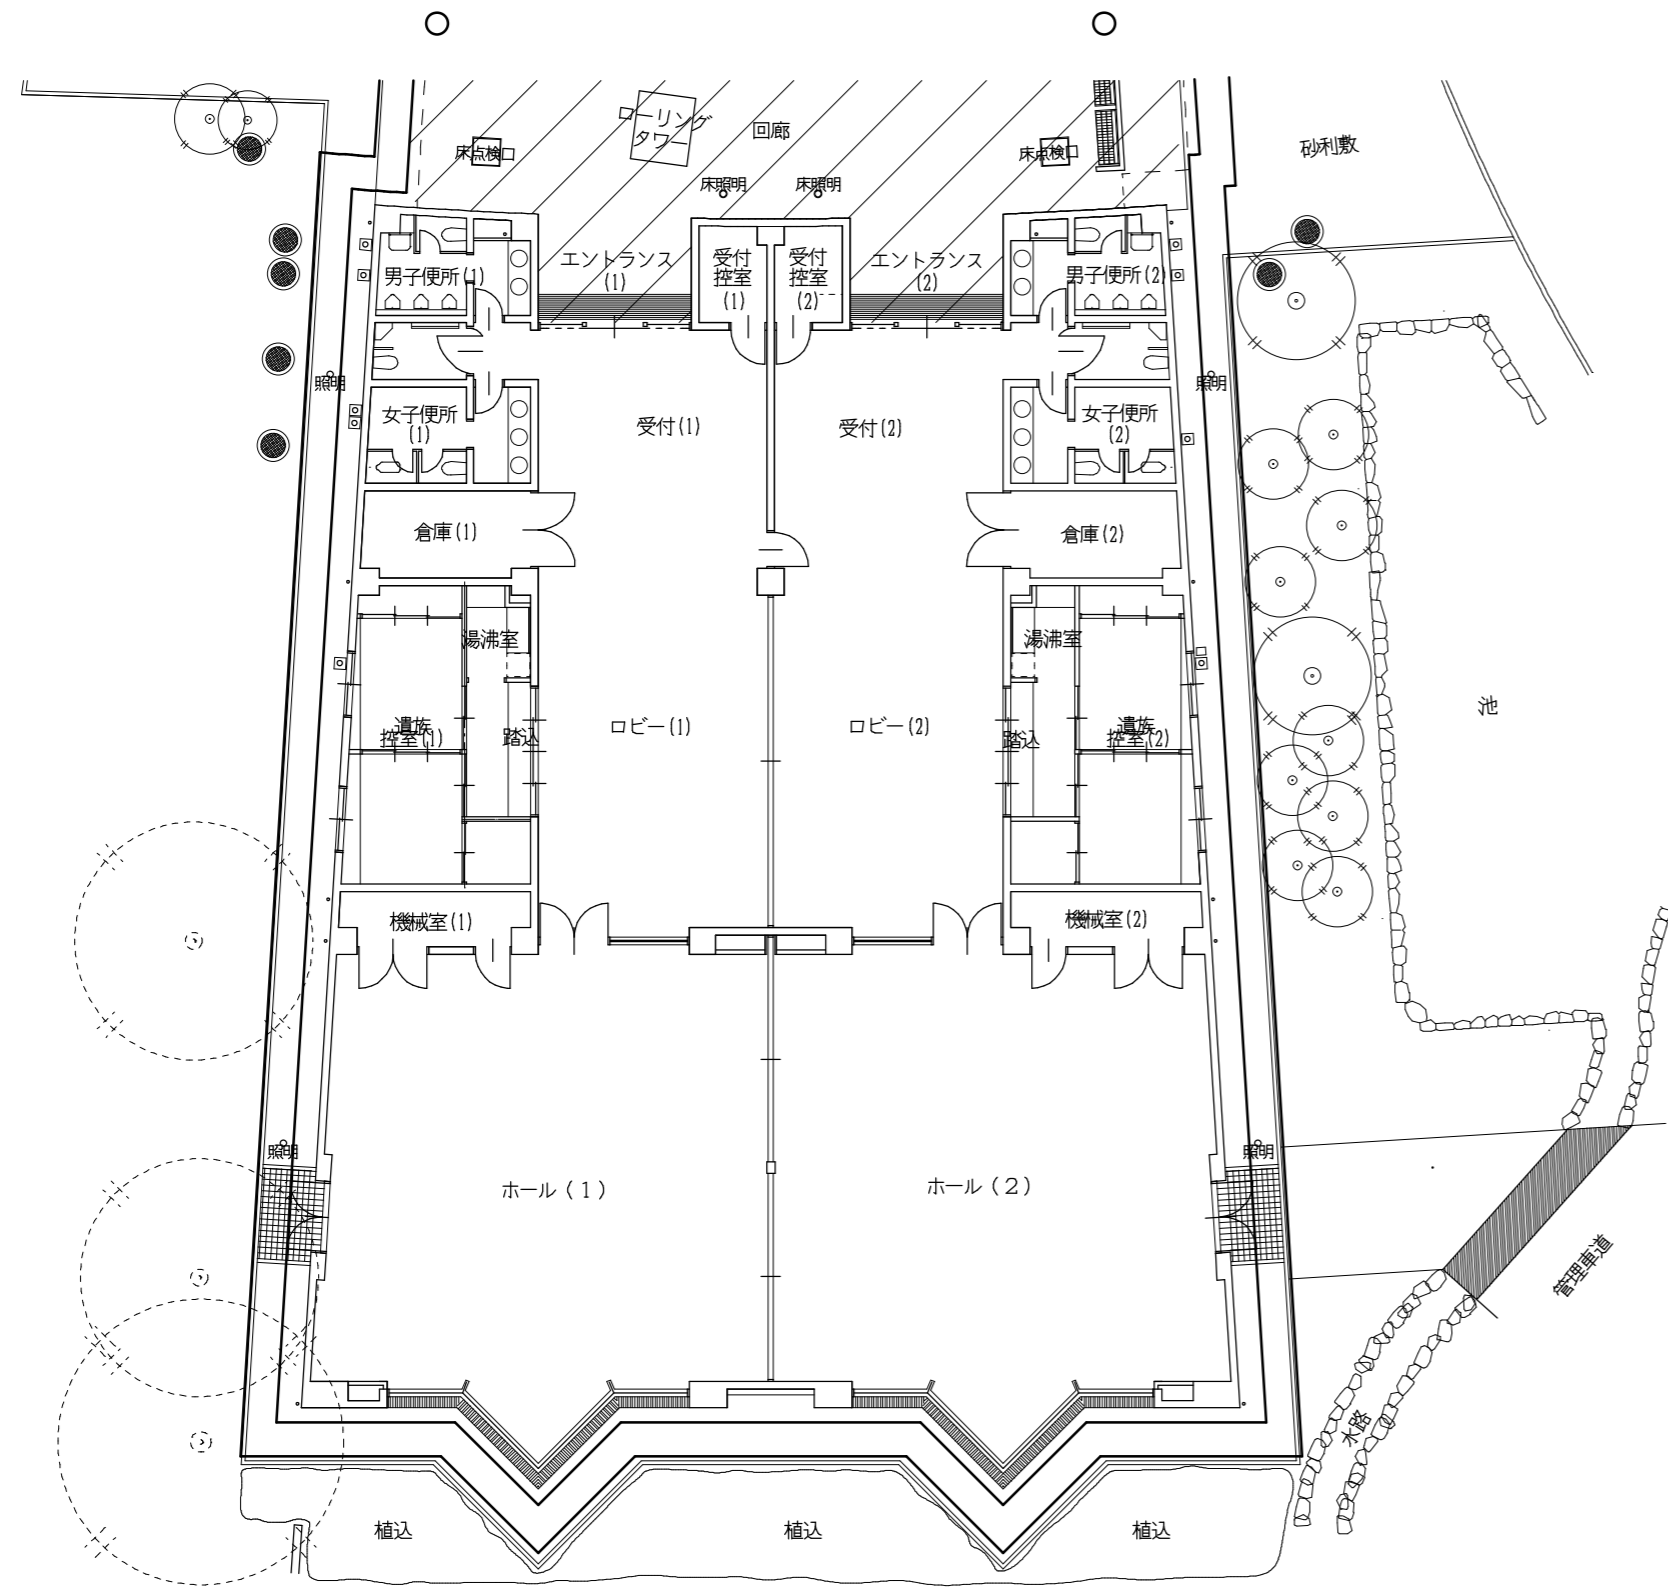 ローリング
タワー
回廊
砂利敷
床点検口
床点検口
床照明
床照明
男子便所(1)
エントランス
(1)
受付
控室
(1)
受付
控室
(2)
エントランス
(2)
男子便所(2)
照明
照明
女子便所
(1)
受付(1)
受付(2)
女子便所
(2)
倉庫(1)
倉庫(2)
湯沸室
湯沸室
遺族
控室(1)
踏込
ロビー(1)
ロビー(2)
踏込
遺族
控室(2)
池
機械室(1)
機械室(2)
照明
照明
ホール(1)
ホール(2)
管理車道
水路
植込
植込
植込